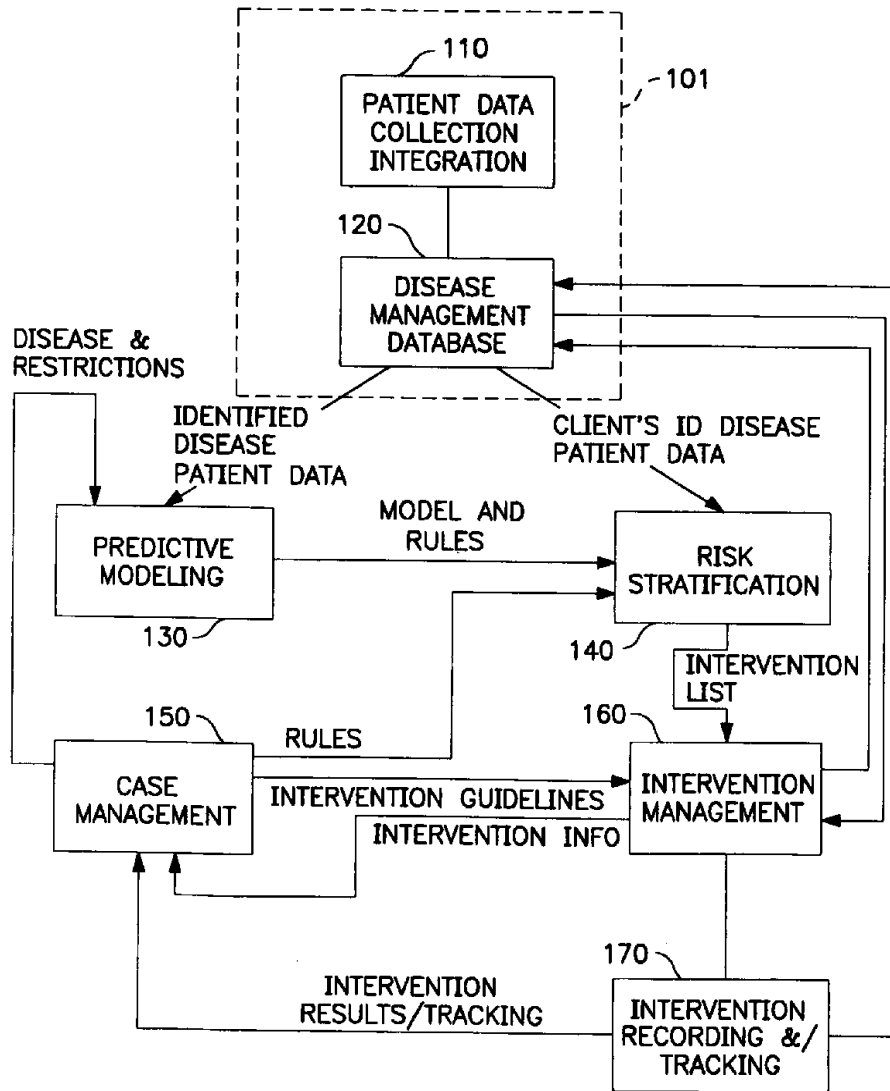 110
PATIENT DATA
COLLECTION
INTEGRATION
101
120
DISEASE
MANAGEMENT
DATABASE
DISEASE &
RESTRICTIONS
IDENTIFIED
DISEASE
PATIENT DATA
CLIENT'S ID DISEASE
PATIENT DATA
PREDICTIVE
MODELING
130
MODEL AND
RULES
RISK
STRATIFICATION
140
INTERVENTION
LIST
150
CASE
MANAGEMENT
RULES
INTERVENTION GUIDELINES
INTERVENTION INFO
160
INTERVENTION
MANAGEMENT
INTERVENTION
RESULTS/TRACKING
170
INTERVENTION
RECORDING &/
TRACKING